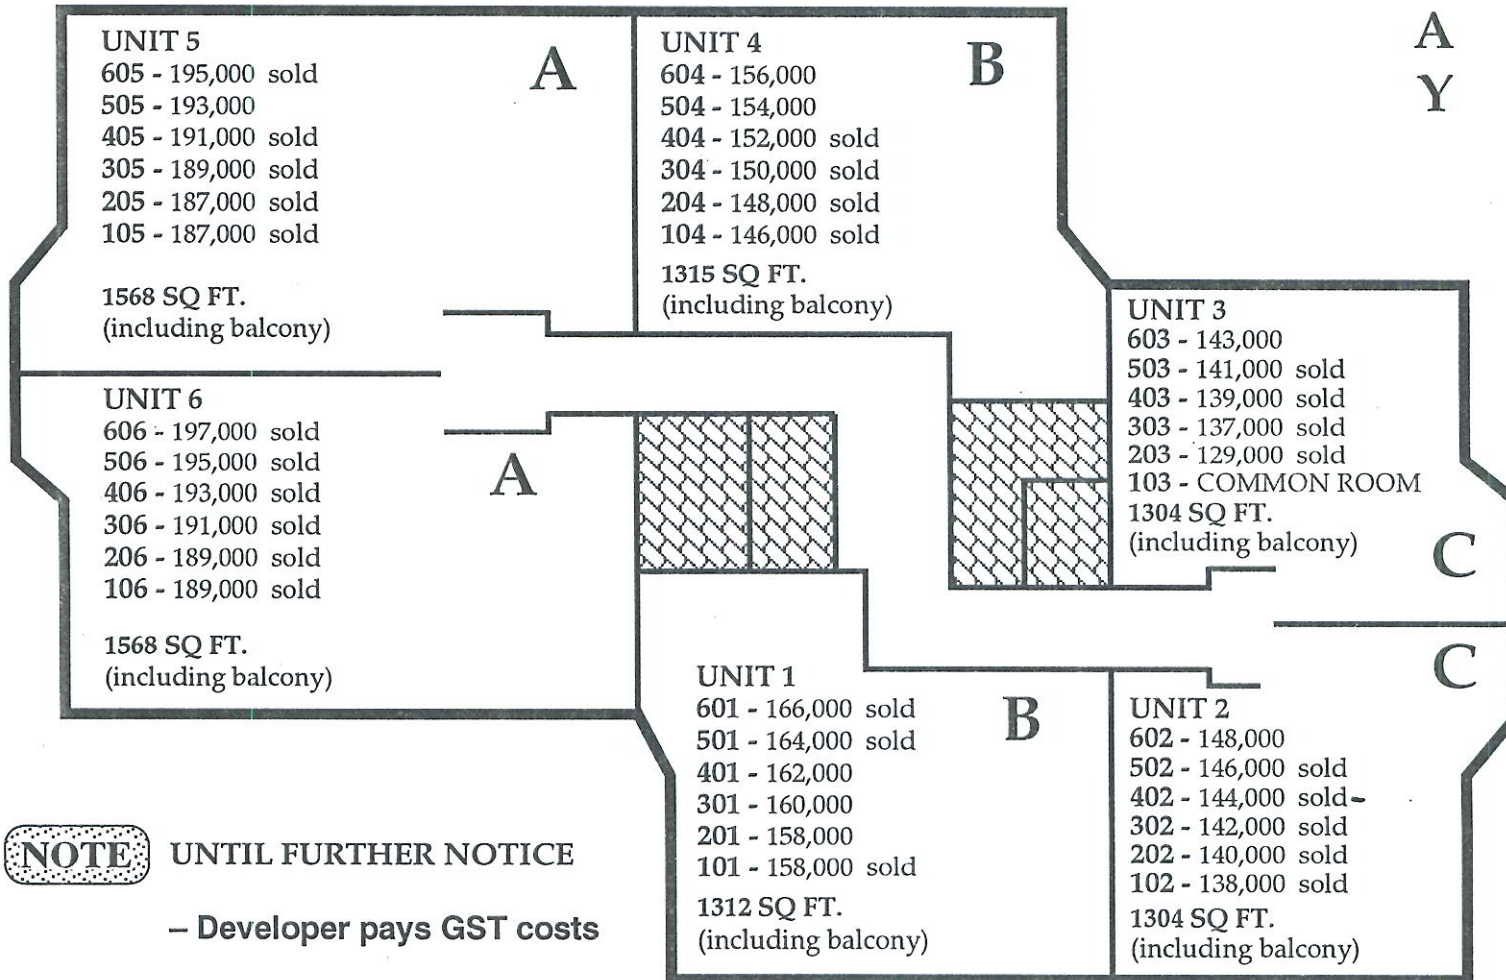 UNIT 5
605 - 195,000 sold
505 - 193,000
405 - 191,000 sold
305 - 189,000 sold
205 - 187,000 sold
105 - 187,000 sold
1568 SQ FT.
(including balcony)
A
UNIT 4
604 - 156,000
504 - 154,000
404 - 152,000 sold
304 - 150,000 sold
204 - 148,000 sold
104 - 146,000 sold
1315 SQ FT.
(including balcony)
B
A
Y
UNIT 3
603 - 143,000
503 - 141,000 sold
403 - 139,000 sold
303 - 137,000 sold
203 - 129,000 sold
103 - COMMON ROOM
1304 SQ FT.
(including balcony)
C
UNIT 6
606 - 197,000 sold
506 - 195,000 sold
406 - 193,000 sold
306 - 191,000 sold
206 - 189,000 sold
106 - 189,000 sold
1568 SQ FT.
(including balcony)
A
UNIT 1
601 - 166,000 sold
501 - 164,000 sold
401 - 162,000
301 - 160,000
201 - 158,000
101 - 158,000 sold
1312 SQ FT.
(including balcony)
B
C
UNIT 2
602 - 148,000
502 - 146,000 sold
402 - 144,000 sold-
302 - 142,000 sold
202 - 140,000 sold
102 - 138,000 sold
1304 SQ FT.
(including balcony)
NOTE UNTIL FURTHER NOTICE
– Developer pays GST costs